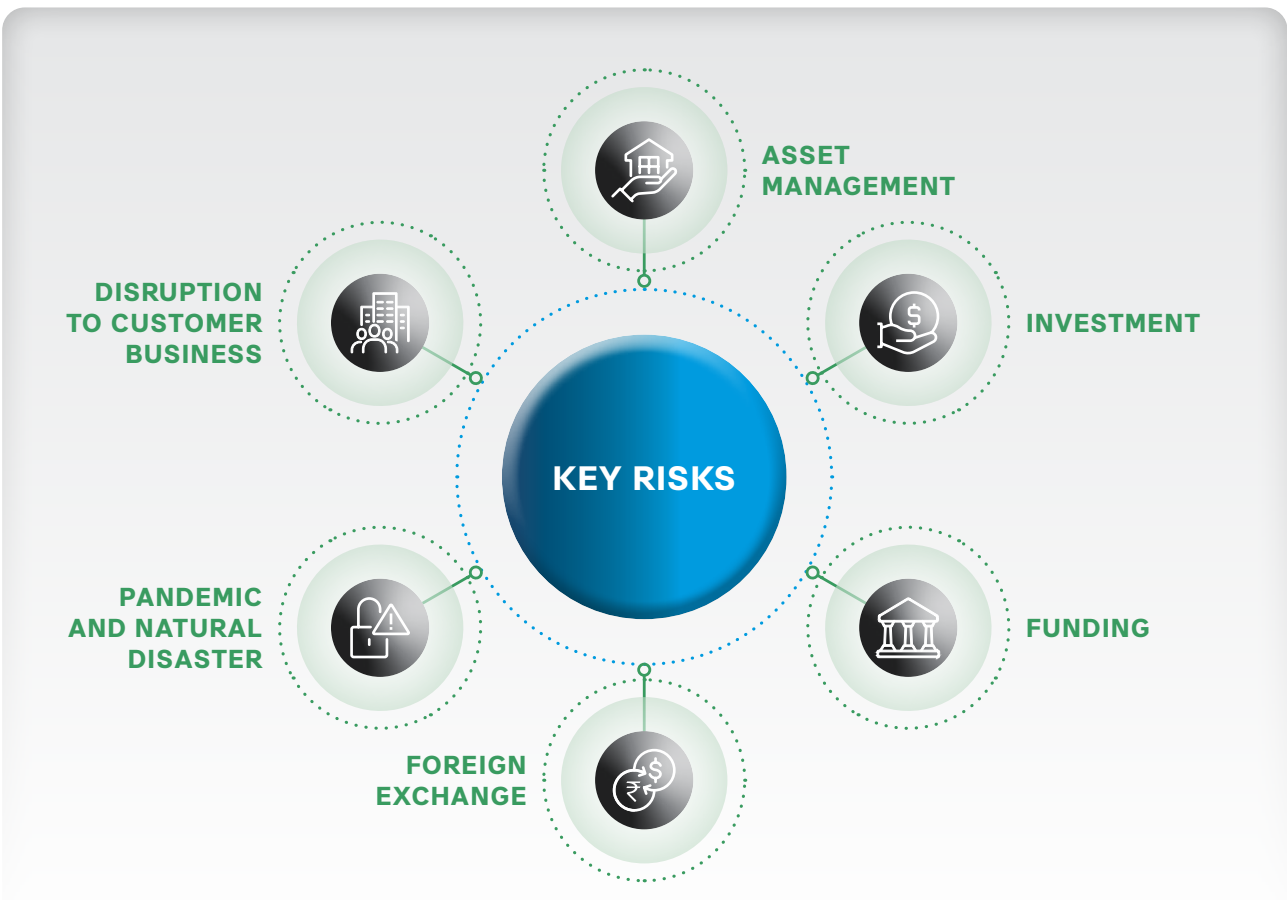 ASSET
MANAGEMENT
DISRUPTION
TO CUSTOMER
BUSINESS
$
INVESTMENT
KEY RISKS
PANDEMIC
AND NATURAL
DISASTER
FUNDING
FOREIGN
EXCHANGE
$
₹